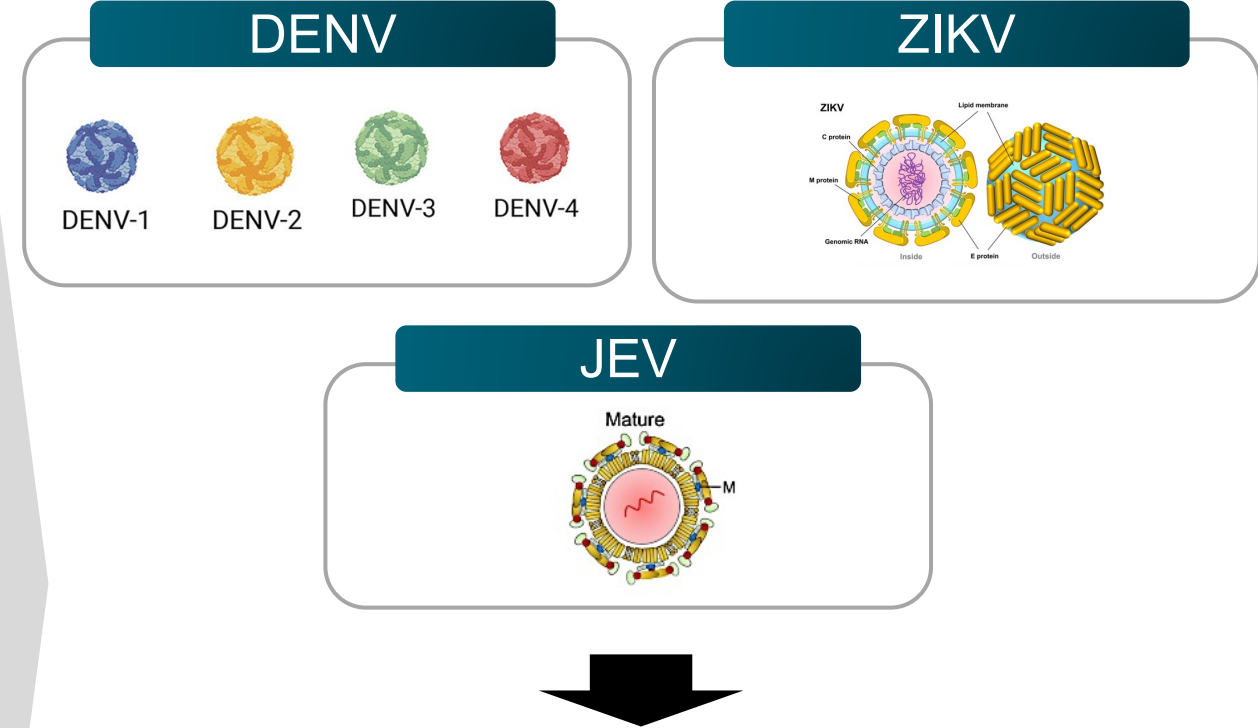 DENV
ZIKV
DENV-1
DENV-2
DENV-3
DENV-4
ZIKV
Lipid membrane
C protein
M protein
Genomic RNA
E protein
Inside
Outside
JEV
Mature
M